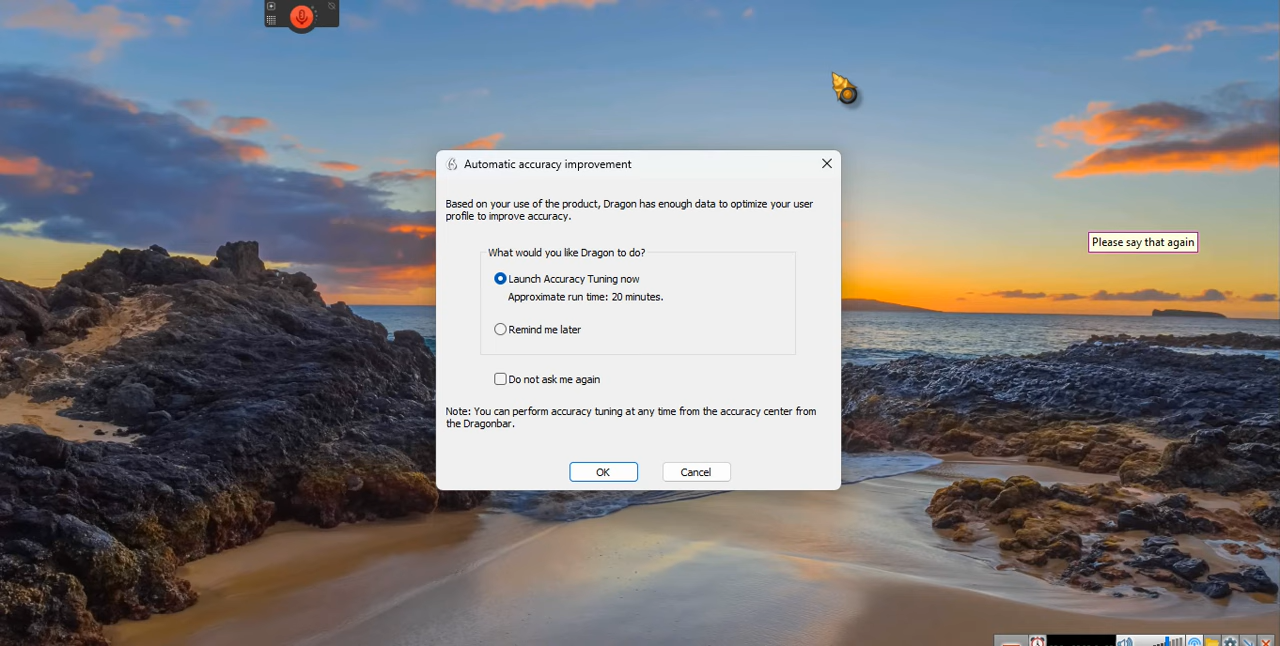 Automatic accuracy improvement
Based on your use of the product, Dragon has enough data to optimize your user
profile to improve accuracy.
What would you like Dragon to do?
Launch Accuracy Tuning now
Approximate run time: 20 minutes.
Remind me later
Do not ask me again
Note: You can perform accuracy tuning at any time from the accuracy center from
the Dragonbar.
OK
Cancel
Please say that again